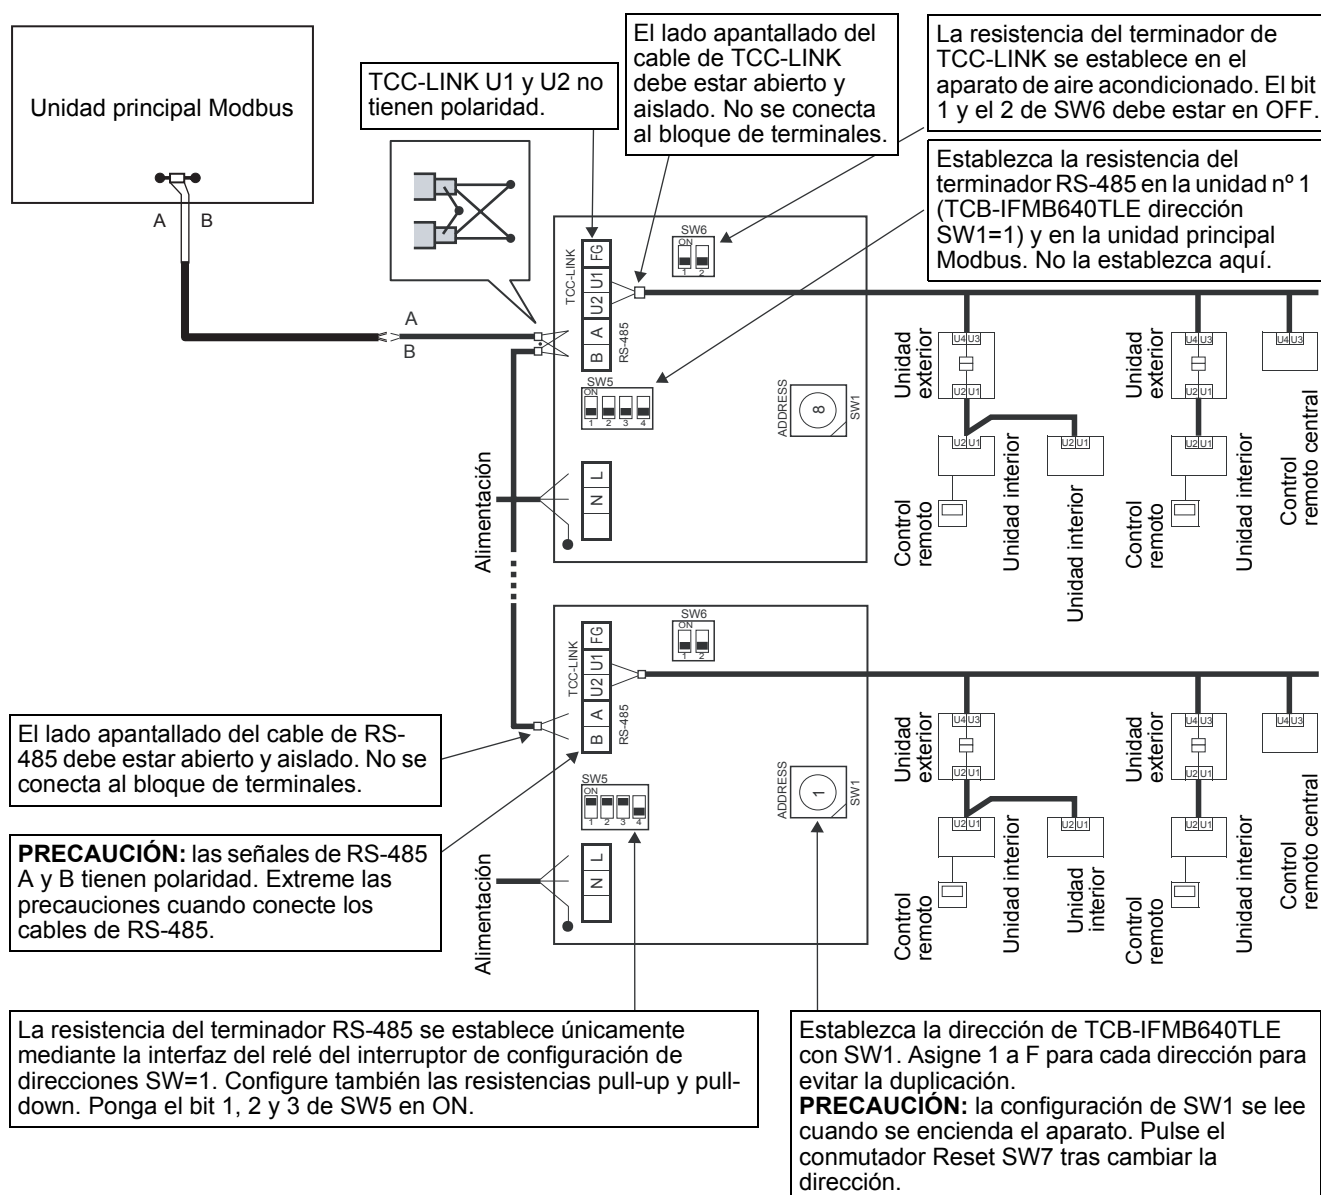 Unidad principal Modbus
A
B
A
B
TCC-LINK U1 y U2 no
tienen polaridad.
El lado apantallado del
cable de TCC-LINK
debe estar abierto y
aislado. No se conecta
al bloque de terminales.
La resistencia del terminador de
TCC-LINK se establece en el
aparato de aire acondicionado. El bit
1 y el 2 de SW6 debe estar en OFF.
Establezca la resistencia del
terminador RS-485 en la unidad nº 1
(TCB-IFMB640TLE dirección
SW1=1) y en la unidad principal
Modbus. No la establezca aquí.
SW6
ON
1 2
TCC-LINK
FG
U1
U2
A
B
RS-485
SW5
ON
1 2 3 4
ADDRESS
8
SW1
Alimentación
L
N
Unidad
exterior
U4 U3
U2 U1
U2 U1
U2 U1
Control
remoto
Unidad interior
Unidad interior
Unidad
exterior
U4 U3
U2 U1
U2 U1
Control
remoto
Unidad interior
U4 U3
Control
remoto central
SW6
ON
1 2
TCC-LINK
FG
U1
U2
A
B
RS-485
SW5
ON
1 2 3 4
ADDRESS
1
SW1
Alimentación
L
N
Unidad
exterior
U4 U3
U2 U1
U2 U1
U2 U1
Control
remoto
Unidad interior
Unidad
interior
Unidad
exterior
U4 U3
U2 U1
U2 U1
Control
remoto
Unidad interior
U4 U3
Control
remoto central
El lado apantallado del cable de RS-
485 debe estar abierto y aislado. No se
conecta al bloque de terminales.
PRECAUCIÓN: las señales de RS-485
A y B tienen polaridad. Extreme las
precauciones cuando conecte los
cables de RS-485.
La resistencia del terminador RS-485 se establece únicamente
mediante la interfaz del relé del interruptor de configuración de
direcciones SW=1. Configure también las resistencias pull-up y pull-
down. Ponga el bit 1, 2 y 3 de SW5 en ON.
Establezca la dirección de TCB-IFMB640TLE
con SW1. Asigne 1 a F para cada dirección para
evitar la duplicación.
PRECAUCIÓN: la configuración de SW1 se lee
cuando se encienda el aparato. Pulse el
conmutador Reset SW7 tras cambiar la
dirección.